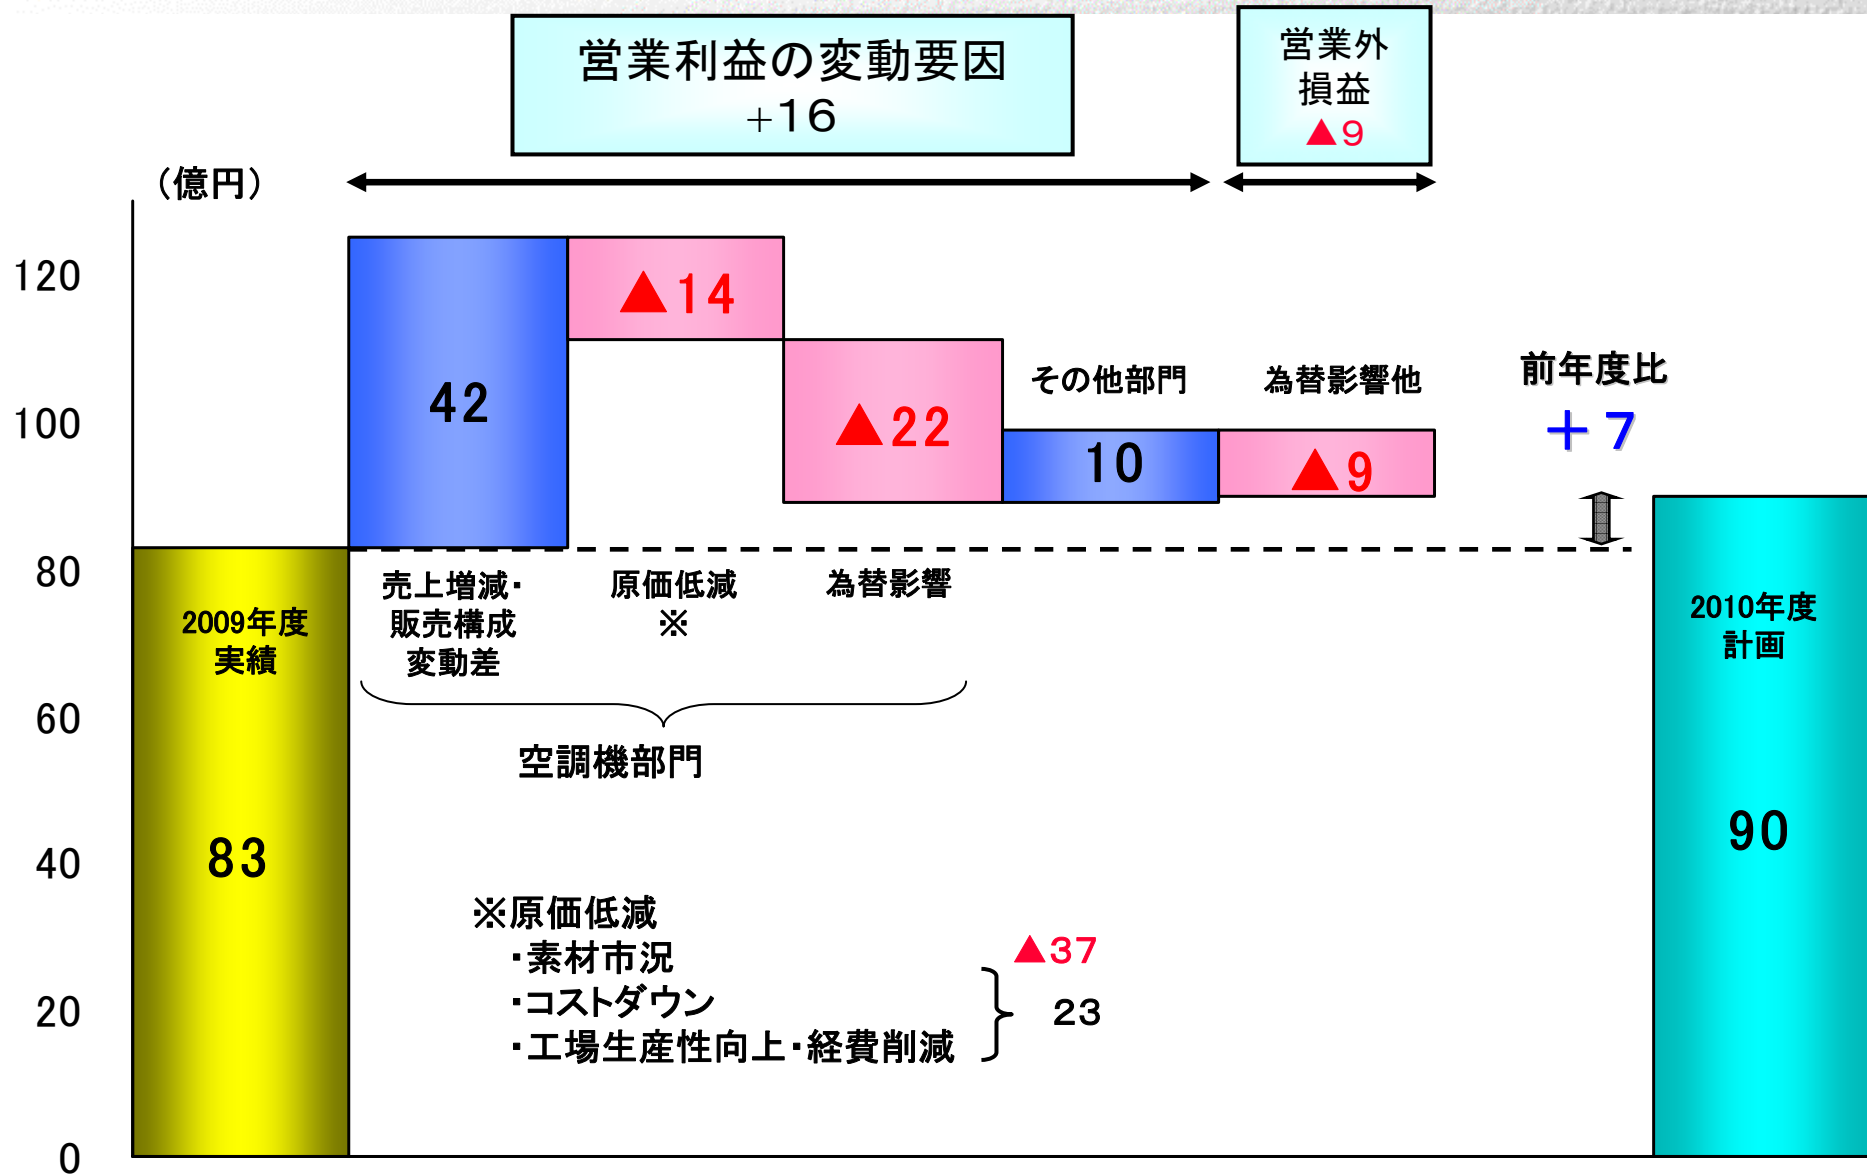 営業利益の変動要因
+16
営業外
損益
▲9
（億円）
120
100
80
60
40
20
0
42
▲14
▲22
その他部門
10
為替影響他
▲9
前年度比
＋7
2009年度
実績
83
売上増減・
販売構成
変動差
原価低減
※
為替影響
空調機部門
2010年度
計画
90
※原価低減
・素材市況 ▲37
・コストダウン
・工場生産性向上・経費削減
23